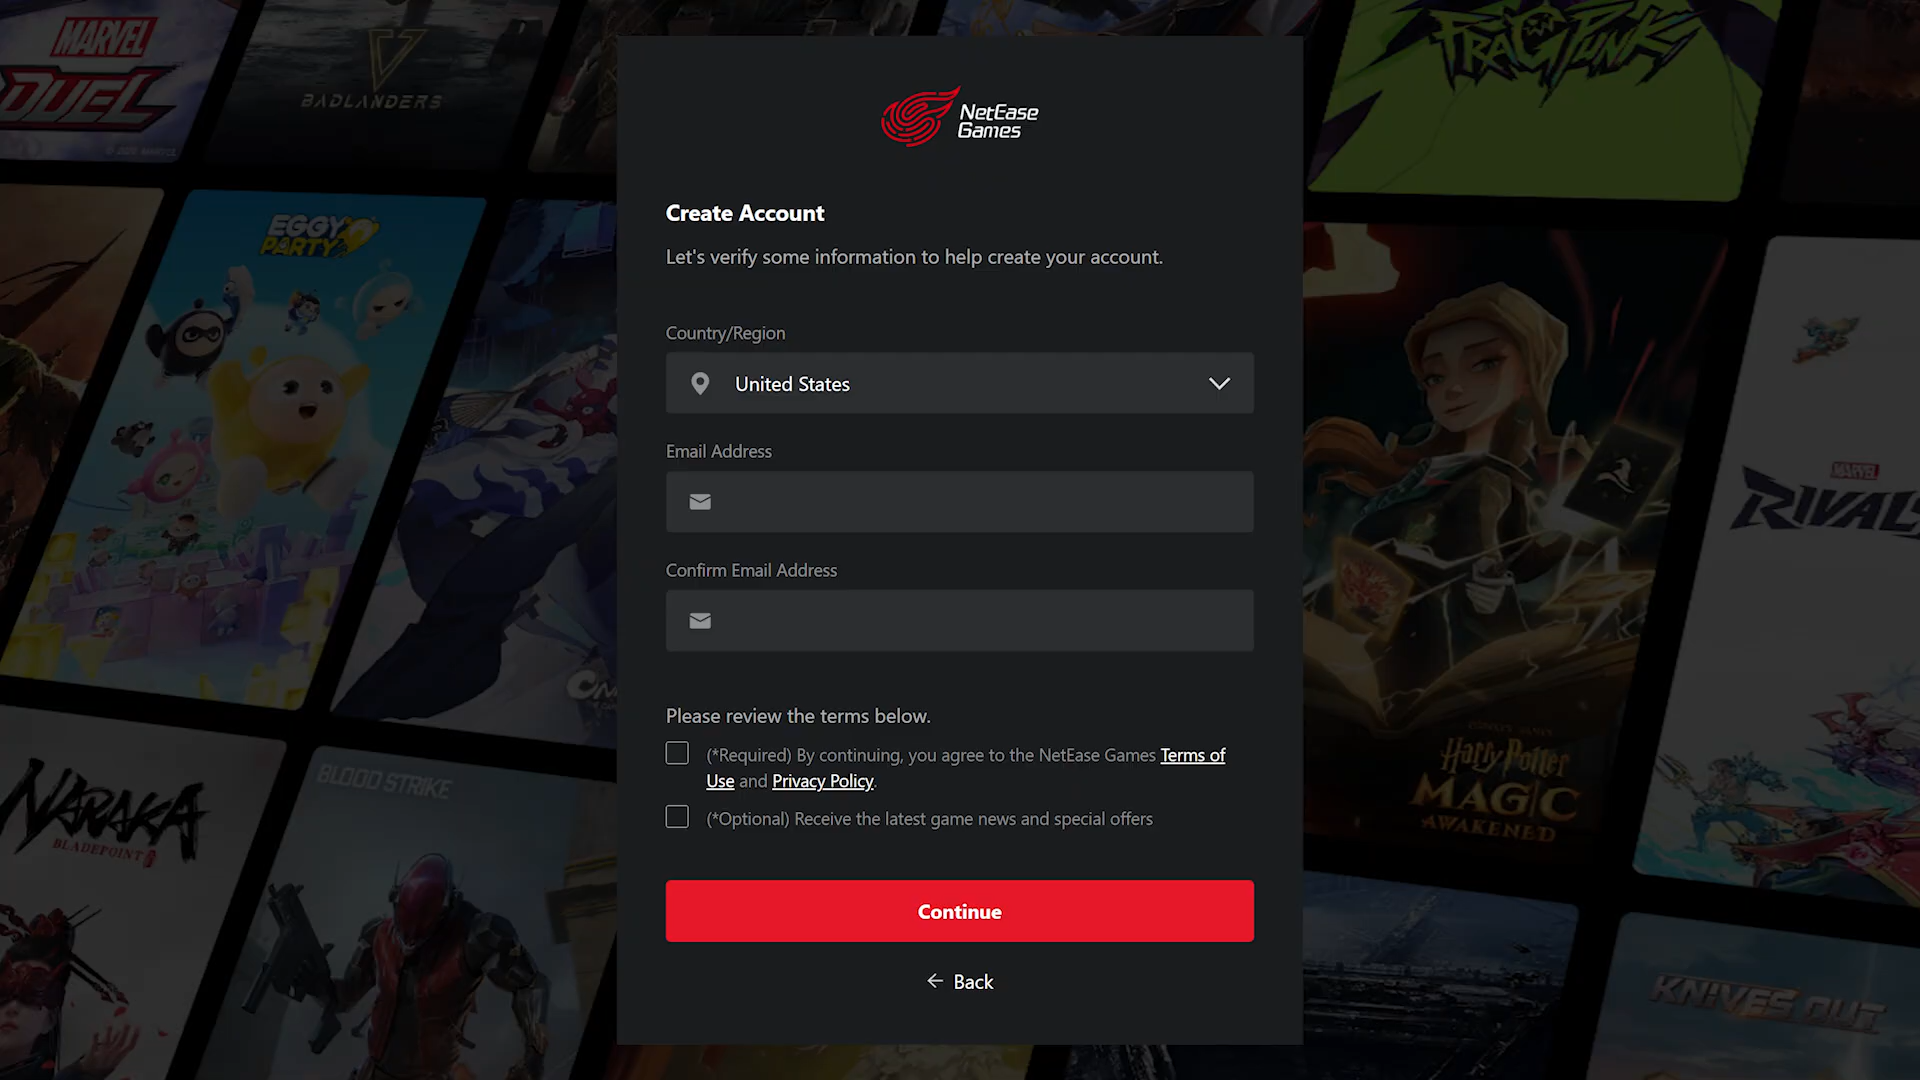 MARVEL
DUEL
© 2020 MARVEL
BADLANDERS
FRAGPUNK
NetEase
Games
Create Account
Let's verify some information to help create your account.
EGGY
PARTY
Country/Region
United States
Email Address
Confirm Email Address
MARVEL
RIVALS
Please review the terms below.
(*Required) By continuing, you agree to the NetEase Games Terms of
Use and Privacy Policy.
(*Optional) Receive the latest game news and special offers
Harry Potter
MAGIC
AWAKENED
NARAKA
BLADEPOINT
BLOOD STRIKE
Continue
← Back
KNIVES OUT